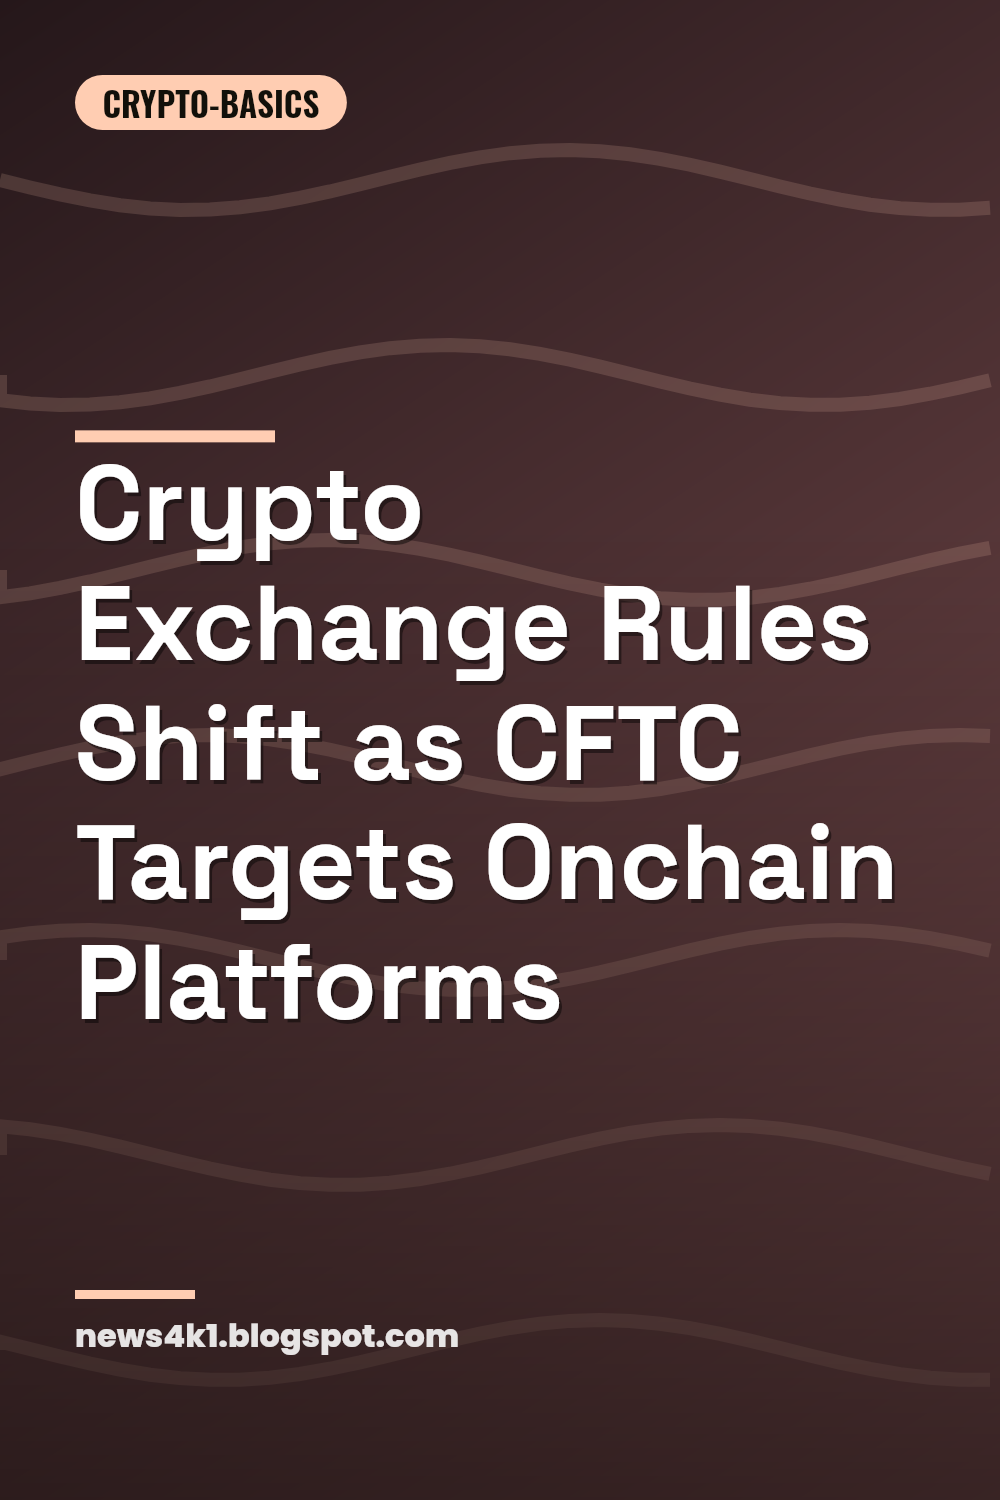 CRYPTO-BASICS
Crypto
Exchange Rules
Shift as CFTC
Targets Onchain
Platforms
news4k1.blogspot.com